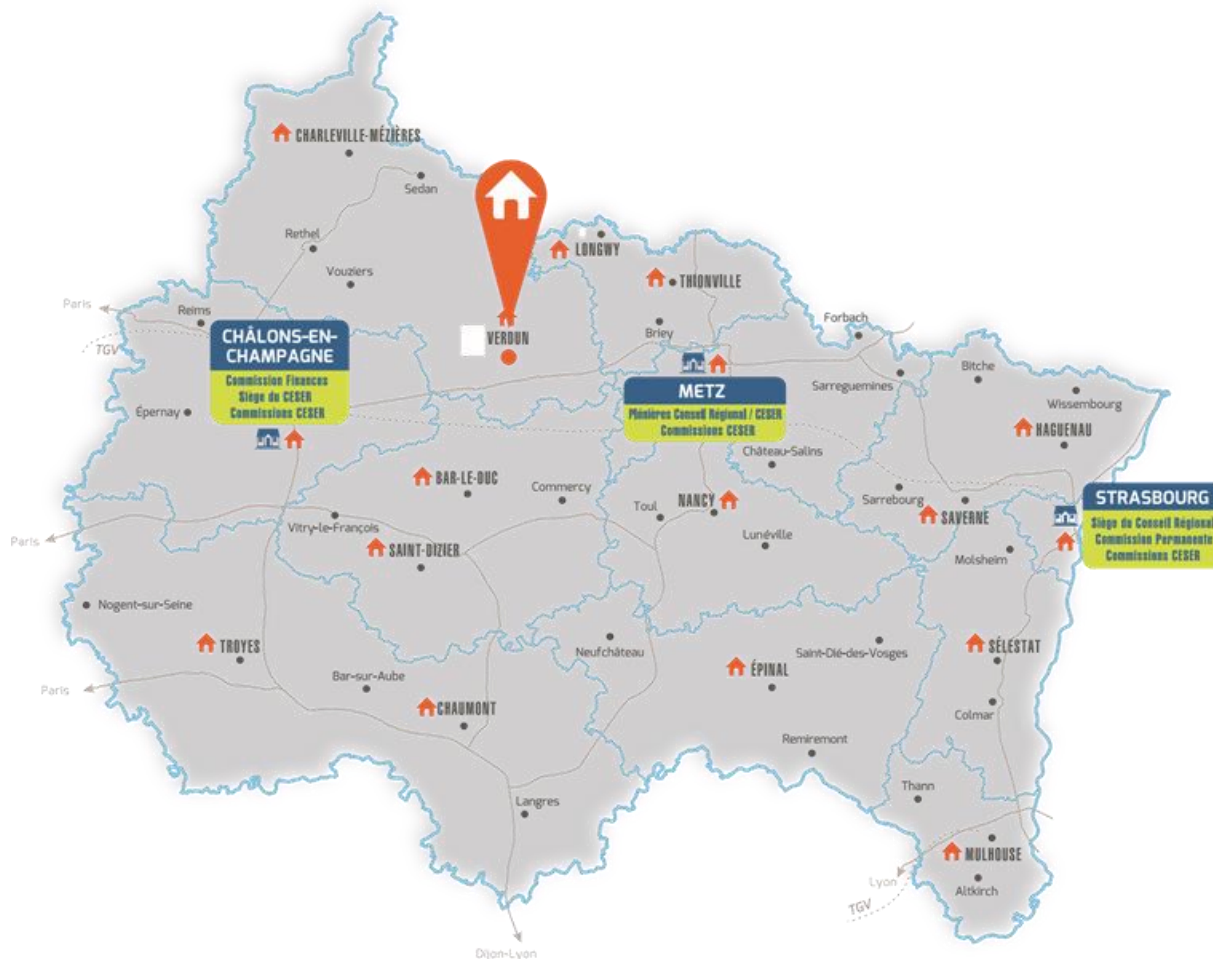 CHARLEVILLE-MÉZIÈRES
Sedan
Rethel
LONGWY
Vouziers
THIONVILLE
Paris
Reims
Forbach
TGV
CHÂLONS-EN-
CHAMPAGNE
VERDUN
Briey
Commission Finances
Siège du CESER
Commissions CESER
Bitche
Sarreguemines
METZ
Plénières Conseil Régional / CESER
Commissions CESER
Wissembourg
Épernay
HAGUENAU
Château-Salins
BAR-LE-DUC
Commercy
Toul
NANCY
Sarrebourg
SAVERNE
STRASBOURG
Siège du Conseil Régional
Commission Permanente
Commissions CESER
Vitry-le-François
Paris
SAINT-DIZIER
Lunéville
Molsheim
Nogent-sur-Seine
TROYES
Neufchâteau
Saint-Dié-des-Vosges
SÉLESTAT
ÉPINAL
Bar-sur-Aube
Paris
CHAUMONT
Colmar
Remiremont
Thann
Langres
MULHOUSE
Lyon
Altkirch
TGV
Dijon-Lyon